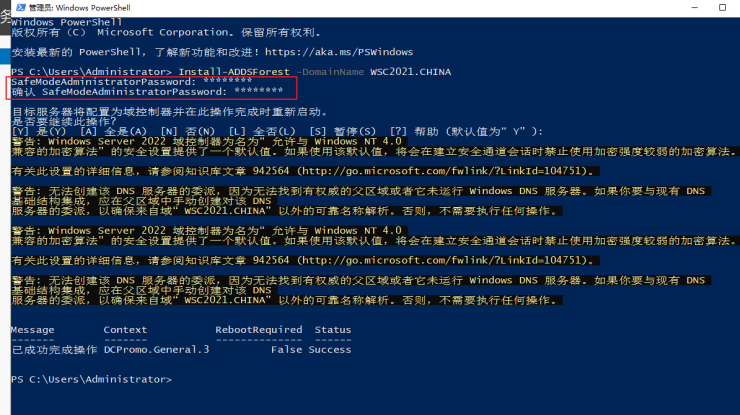 务
管理员: Windows PowerShell
Windows PowerShell
版权所有 (C) Microsoft Corporation。保留所有权利。
安装最新的 PowerShell，了解新功能和改进！https://aka.ms/PSWindows
PS C:\Users\Administrator> Install-ADDSForest -DomainName WSC2021.CHINA
SafeModeAdministratorPassword: ********
确认 SafeModeAdministratorPassword: ********
目标服务器将配置为域控制器并在此操作完成时重新启动。
是否要继续此操作?
[Y] 是(Y) [A] 全是(A) [N] 否(N) [L] 全否(L) [S] 暂停(S) [?] 帮助 (默认值为“Y”):
警告: Windows Server 2022 域控制器为名为“允许与 Windows NT 4.0
兼容的加密算法”的安全设置提供了一个默认值。如果使用该默认值，将会在建立安全通道会话时禁止使用加密强度较弱的加密算法。
有关此设置的详细信息，请参阅知识库文章 942564 (http://go.microsoft.com/fwlink/?LinkId=104751)。
警告: 无法创建该 DNS 服务器的委派，因为无法找到有权威的父区域或者它未运行 Windows DNS 服务器。如果你要与现有 DNS
基础结构集成，应在父区域中手动创建对该 DNS
服务器的委派，以确保来自域“WSC2021.CHINA”以外的可靠名称解析。否则，不需要执行任何操作。
警告: Windows Server 2022 域控制器为名为“允许与 Windows NT 4.0
兼容的加密算法”的安全设置提供了一个默认值。如果使用该默认值，将会在建立安全通道会话时禁止使用加密强度较弱的加密算法。
有关此设置的详细信息，请参阅知识库文章 942564 (http://go.microsoft.com/fwlink/?LinkId=104751)。
警告: 无法创建该 DNS 服务器的委派，因为无法找到有权威的父区域或者它未运行 Windows DNS 服务器。如果你要与现有 DNS
基础结构集成，应在父区域中手动创建对该 DNS
服务器的委派，以确保来自域“WSC2021.CHINA”以外的可靠名称解析。否则，不需要执行任何操作。
Message Context RebootRequired Status
------- ------- -------------- ------
已成功完成操作 DCPromo.General.3 False Success
PS C:\Users\Administrator>